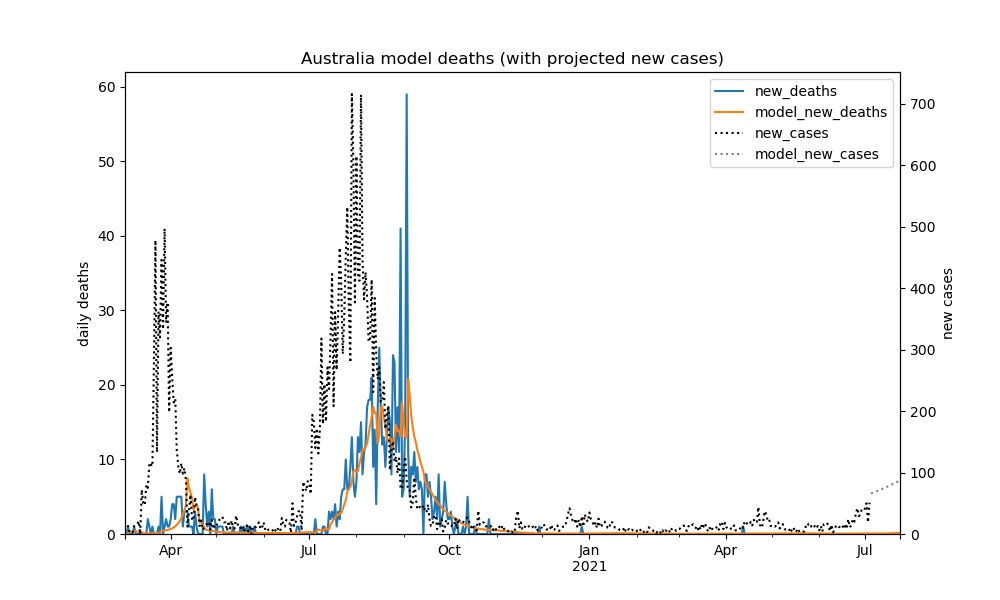 Australia model deaths (with projected new cases)
60
50
40
30
20
10
0
daily deaths
700
600
500
400
300
200
100
0
new cases
new_deaths
model_new_deaths
new_cases
model_new_cases
Apr
Jul
Oct
Jan
2021
Apr
Jul